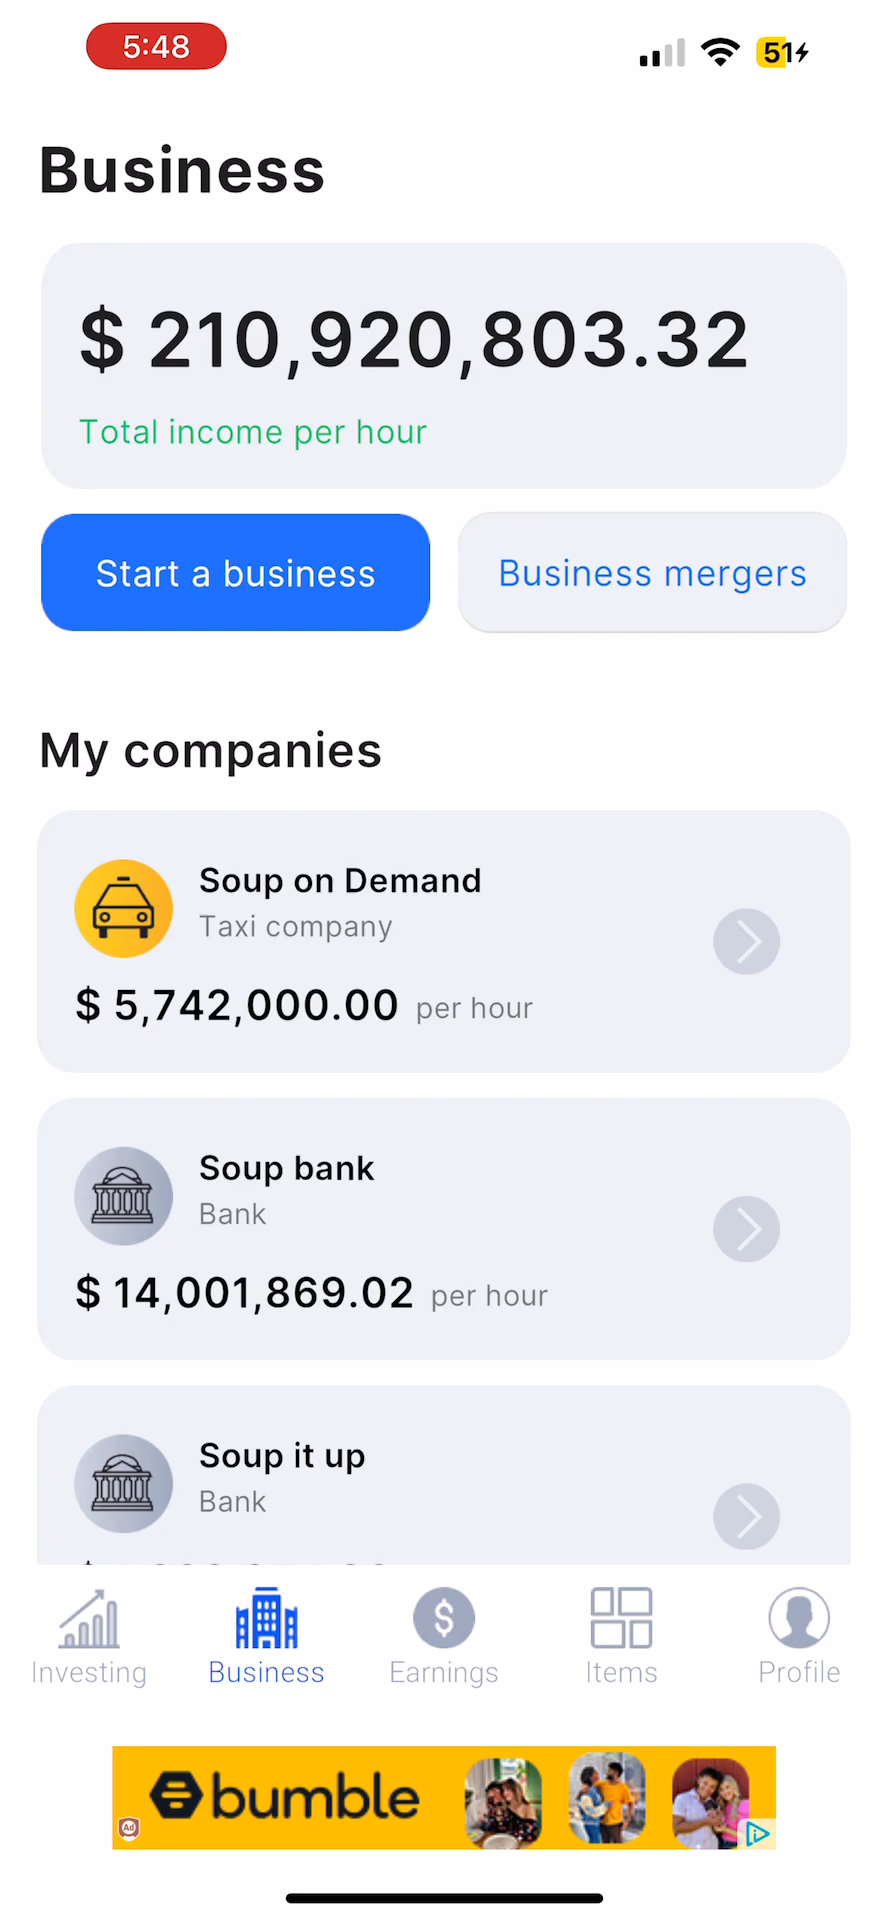 5:48
51
Business
$ 210,920,803.32
Total income per hour
Start a business
Business mergers
My companies
Soup on Demand
Taxi company
$ 5,742,000.00 per hour
Soup bank
Bank
$ 14,001,869.02 per hour
Soup it up
Bank
Investing
Business
Earnings
Items
Profile
bumble
Ad